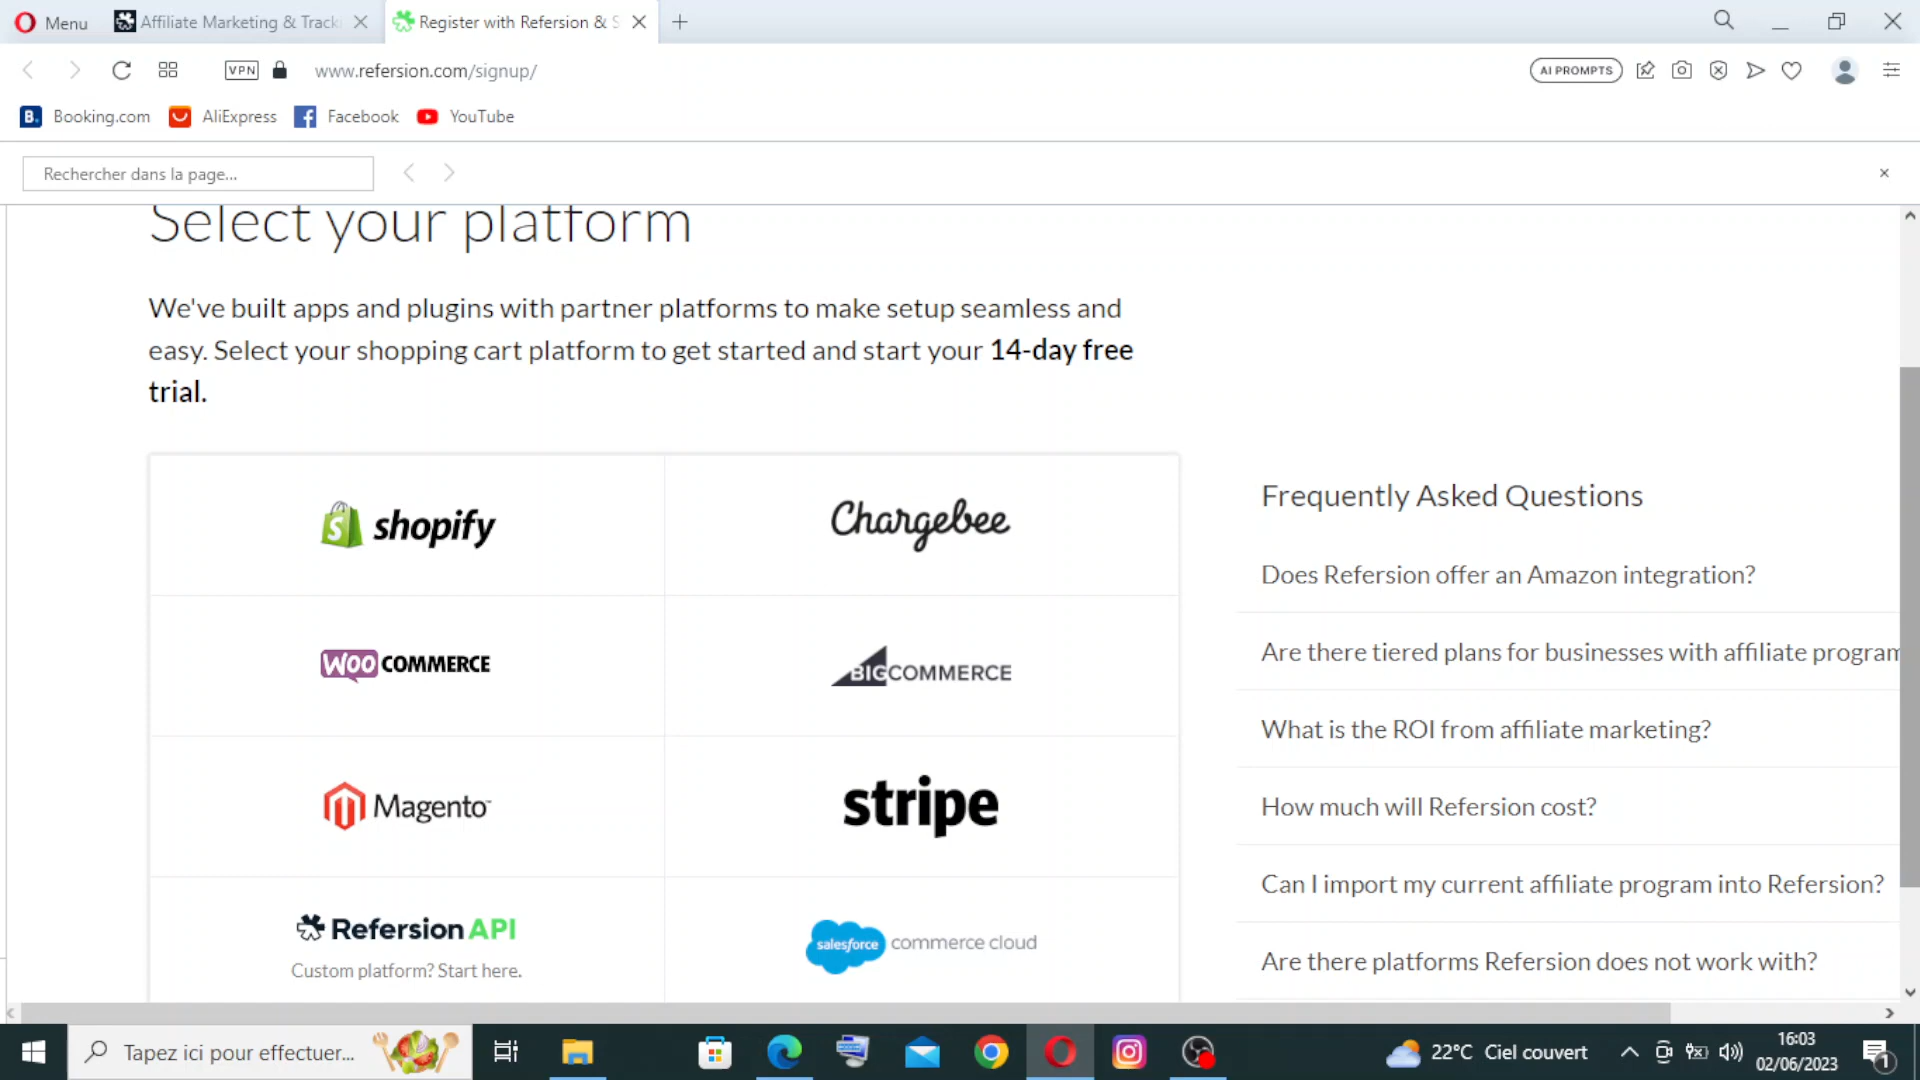 Menu
Affiliate Marketing & Track
Register with Refersion & S
VPN
www.refersion.com/signup/
AI PROMPTS
B.
Booking.com
AliExpress
Facebook
YouTube
Rechercher dans la page...
Select your platform
We've built apps and plugins with partner platforms to make setup seamless and
easy. Select your shopping cart platform to get started and start your 14-day free
trial.
shopify
Chargebee
WOO COMMERCE
BIGCOMMERCE
Magento
stripe
Refersion API
Custom platform? Start here.
salesforce commerce cloud
Frequently Asked Questions
Does Refersion offer an Amazon integration?
Are there tiered plans for businesses with affiliate program
What is the ROI from affiliate marketing?
How much will Refersion cost?
Can I import my current affiliate program into Refersion?
Are there platforms Refersion does not work with?
Tapez ici pour effectuer...
22°C Ciel couvert
16:03
02/06/2023
1